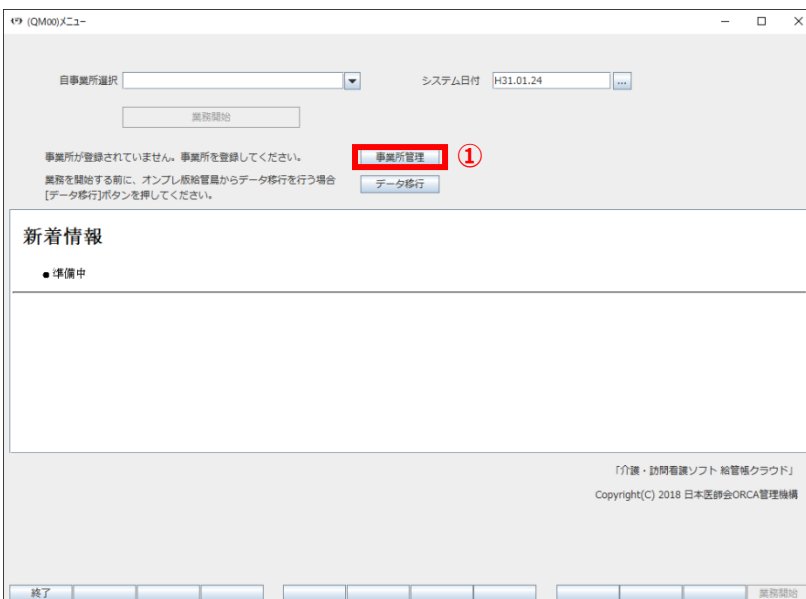 (QM00)メニュー
自事業所選択
システム日付 H31.01.24 ...
業務開始
事業所が登録されていません。事業所を登録してください。 事業所管理 ①
業務を開始する前に、オンプレ版給管鳥からデータ移行を行う場合
[データ移行]ボタンを押してください。 データ移行
新着情報
●準備中
「介護・訪問看護ソフト 給管帳クラウド」
Copyright(C) 2018 日本医師会ORCA管理機構
終了 業務開始